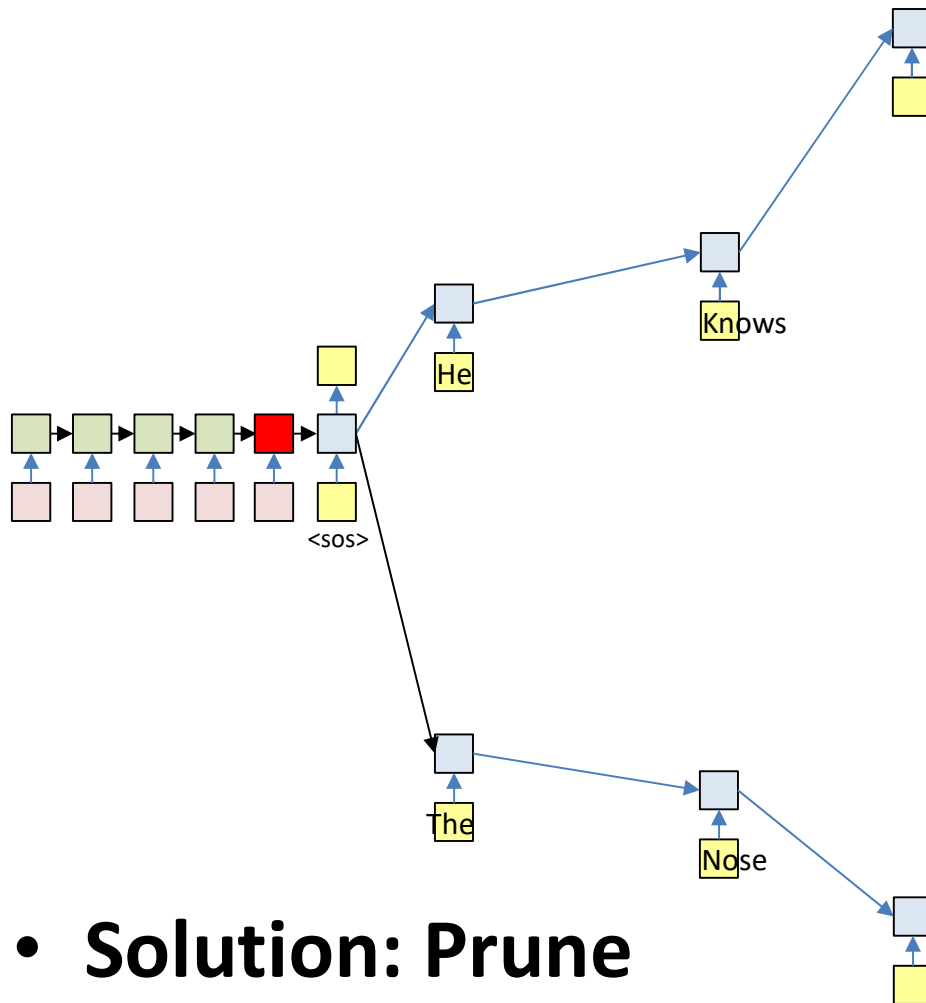 Knows
He
<sos>
The
Nose
• Solution: Prune